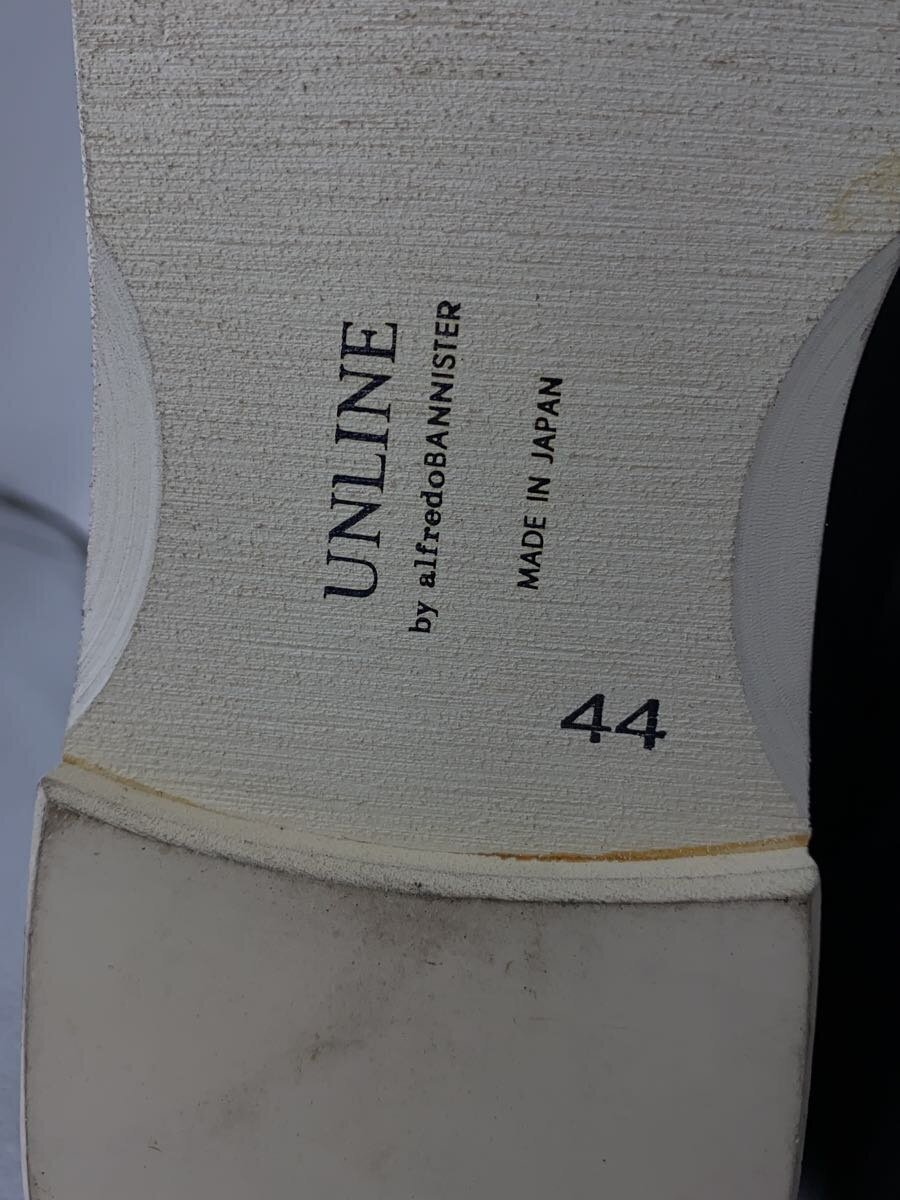 UNLINE
by alfredoBANNISTER
MADE IN JAPAN
44